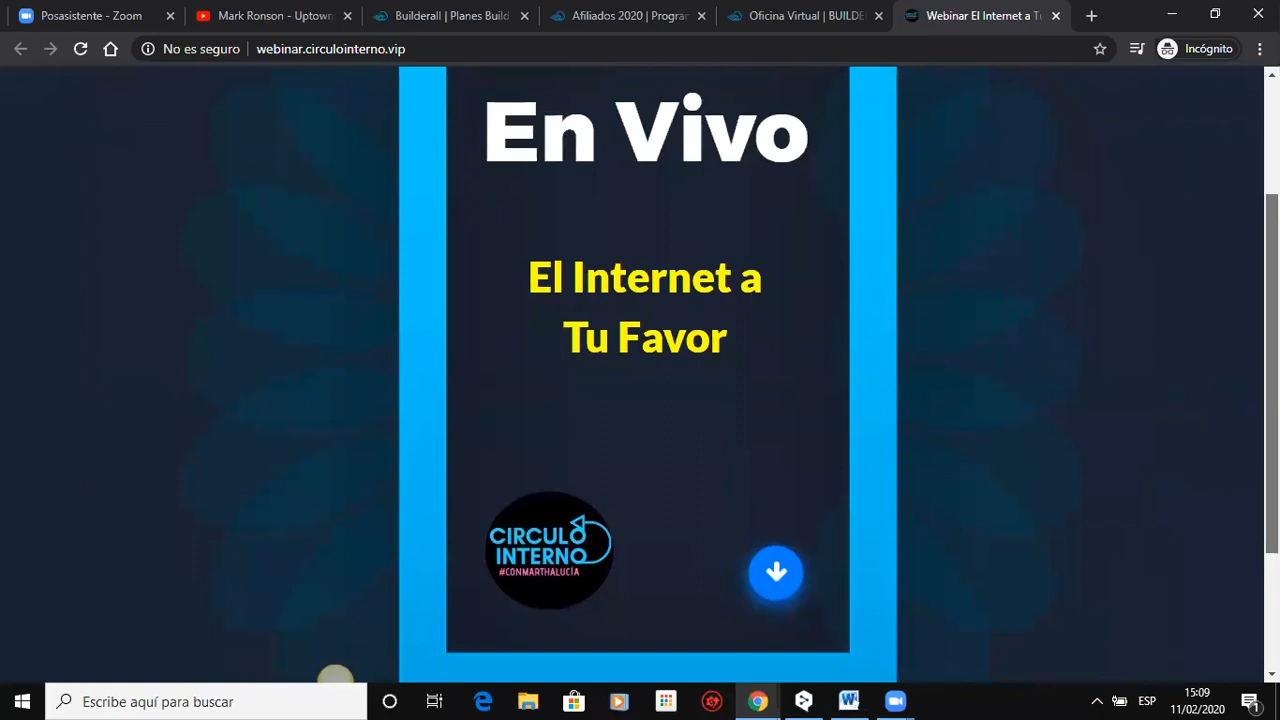 Posasistente - Zoom
Mark Ronson - Uptown
Builderall | Planes Build
Afiliados 2020 | Prográn
Oficina Virtual | BUILDE
Webinar El Internet a Tu
No es seguro
webinar.circulointerno.vip
Incógnito
En Vivo
El Internet a
Tu Favor
CIRCULO
INTERNO
#CONMARTHALUCÍA
Escribe aquí para buscar
ESP
15:09
11/02/2020
1